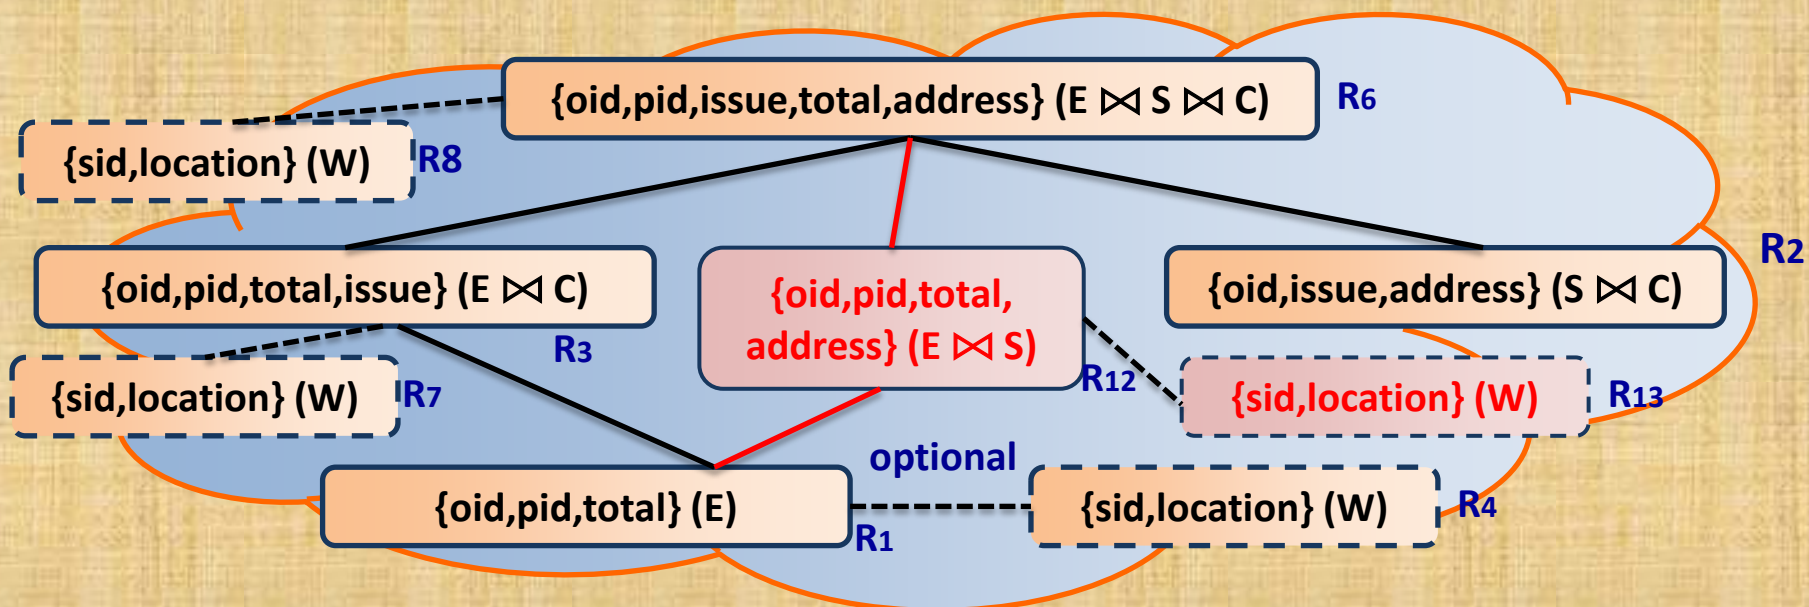 {oid,pid,issue,total,address} (E ⋈ S ⋈ C)
R6
{sid,location} (W)
R8
{oid,pid,total,issue} (E ⋈ C)
R3
{oid,pid,total,
address} (E ⋈ S)
R12
{oid,issue,address} (S ⋈ C)
R2
{sid,location} (W)
R7
{sid,location} (W)
R13
optional
{oid,pid,total} (E)
R1
{sid,location} (W)
R4